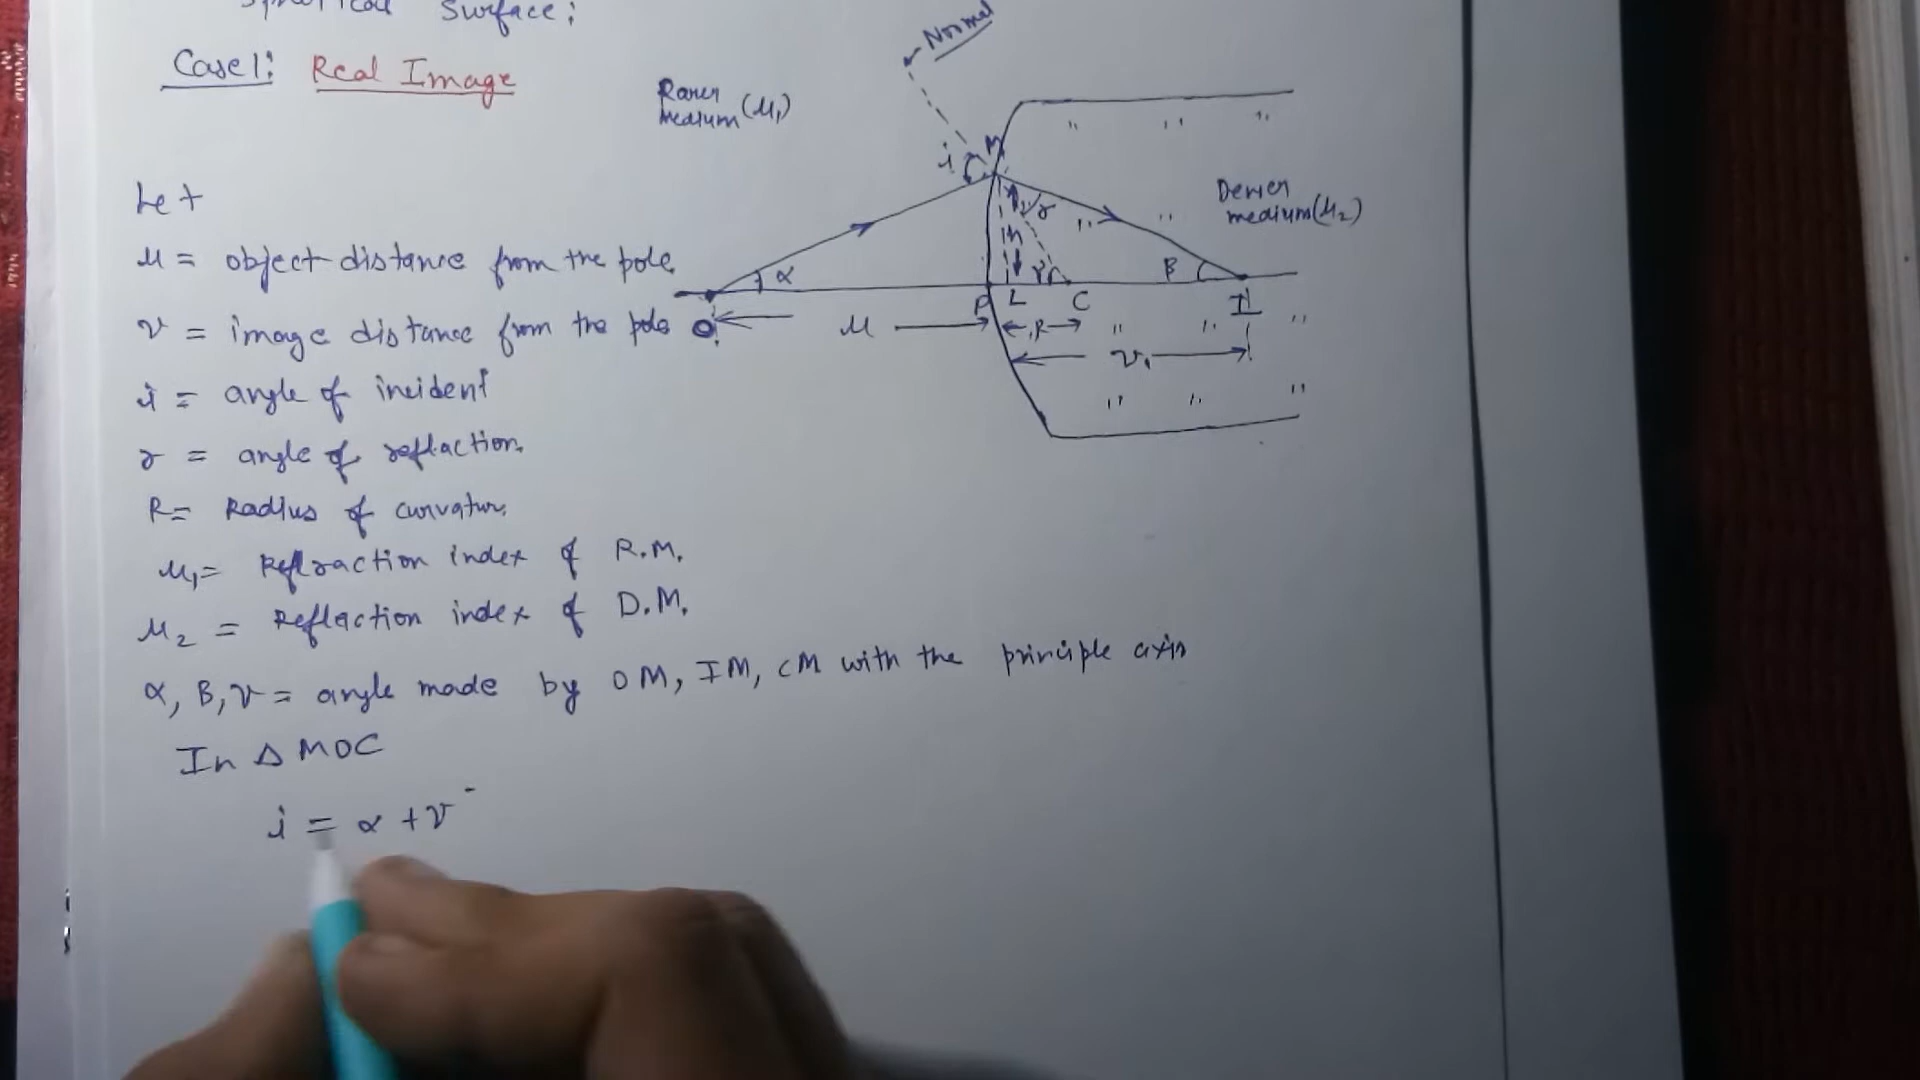 Spherical Surface:
Case 1: Real Image
Normal
Rarer
medium (μ₁)
M
i
Let
Denser
medium (μ₂)
r
h
μ = object distance from the pole.
α
γ
β
P L C I
v = image distance from the pole
O
u
R
v
i = angle of incident
r = angle of reflaction.
R = Radius of curvature.
μ₁ = Reflraction index of R.M.
μ₂ = Reflaction index of D.M.
α, B, γ = angle made by OM, IM, CM with the principle axis
In Δ MOC
i = α + γ -